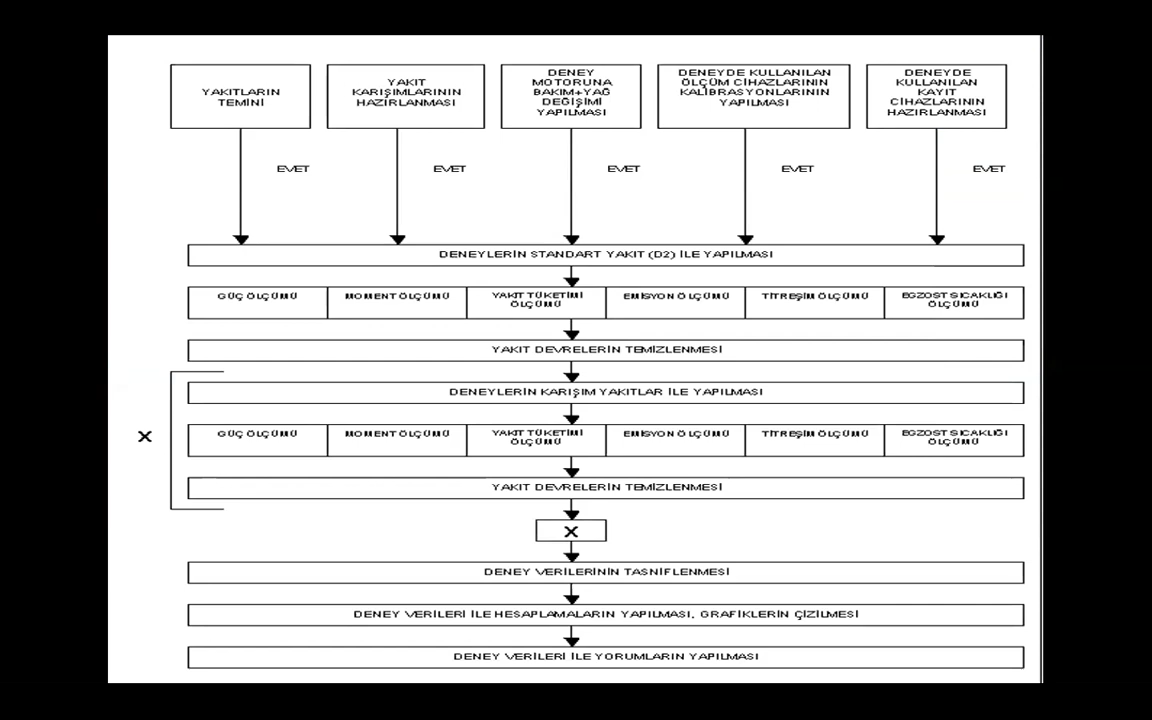 YAKITLARIN
TEMİNİ
YAKIT
KARIŞIMLARININ
HAZIRLANMASI
DENEY
MOTORUNA
BAKIM+YAĞ
DEĞİŞİMİ
YAPILMASI
DENEYDE KULLANILAN
ÖLÇÜM CİHAZLARININ
KALİBRASYONLARININ
YAPILMASI
DENEYDE
KULLANILAN
KAYIT
CİHAZLARININ
HAZIRLANMASI
EVET
EVET
EVET
EVET
EVET
DENEYLERİN STANDART YAKIT (D2) İLE YAPILMASI
GÜÇ ÖLÇÜMÜ
MOMENT ÖLÇÜMÜ
YAKIT TÜKETİMİ
ÖLÇÜMÜ
EMİSYON ÖLÇÜMÜ
TİTREŞİM ÖLÇÜMÜ
EGZOST SICAKLIĞI
ÖLÇÜMÜ
YAKIT DEVRELERİN TEMİZLENMESİ
DENEYLERİN KARIŞIM YAKITLAR İLE YAPILMASI
X
GÜÇ ÖLÇÜMÜ
MOMENT ÖLÇÜMÜ
YAKIT TÜKETİMİ
ÖLÇÜMÜ
EMİSYON ÖLÇÜMÜ
TİTREŞİM ÖLÇÜMÜ
EGZOST SICAKLIĞI
ÖLÇÜMÜ
YAKIT DEVRELERİN TEMİZLENMESİ
X
DENEY VERİLERİNİN TASNİFLENMESİ
DENEY VERİLERİ İLE HESAPLAMALARIN YAPILMASI, GRAFİKLERİN ÇİZİLMESİ
DENEY VERİLERİ İLE YORUMLARIN YAPILMASI